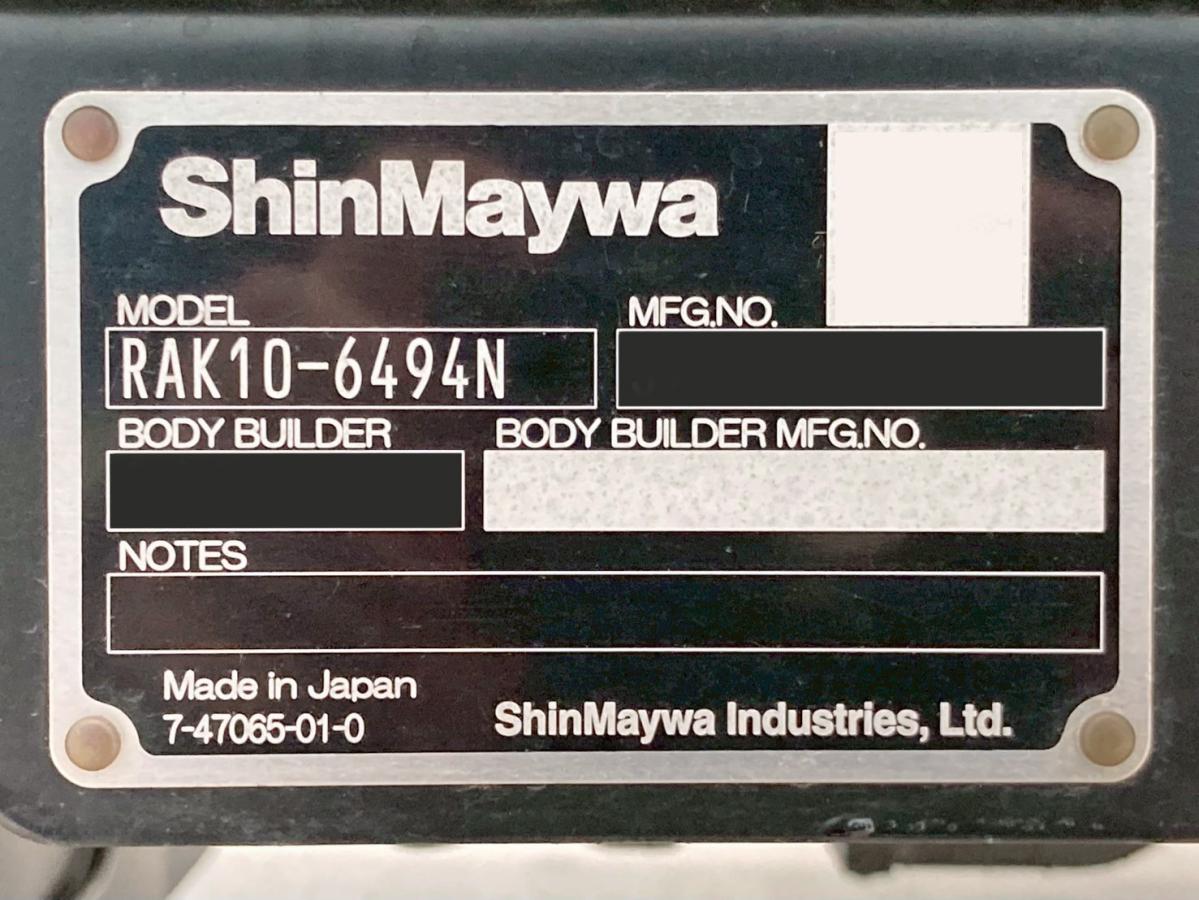 ShinMaywa
MODEL MFG.NO.
RAK10-6494N
BODY BUILDER BODY BUILDER MFG.NO.
NOTES
Made in Japan
7-47065-01-0 ShinMaywa Industries, Ltd.